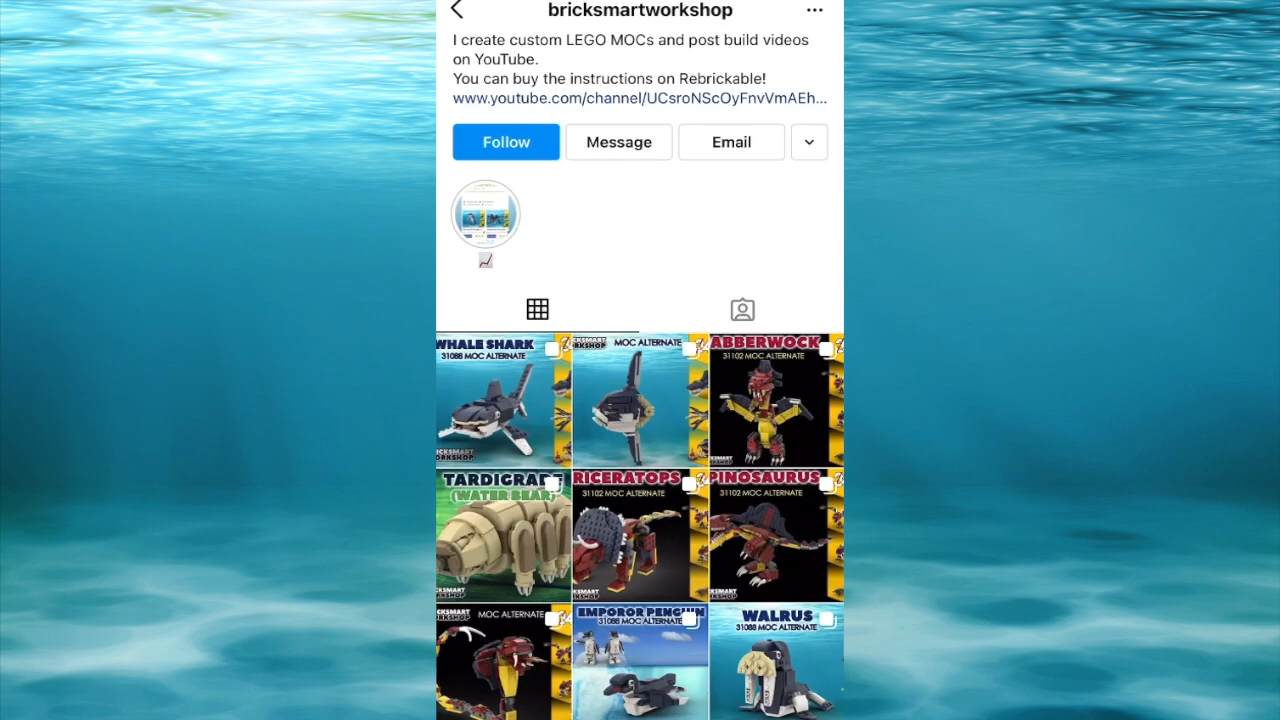 bricksmartworkshop
I create custom LEGO MOCs and post build videos
on YouTube.
You can buy the instructions on Rebrickable!
www.youtube.com/channel/UCsroNScOyFnvVmAEh...
Follow
Message
Email
WHALE SHARK
31088 MOC ALTERNATE
MOC ALTERNATE
ABBERWOCK
31102 MOC ALTERNATE
TARDIGRADE
(WATER BEAR)
RICERATOPS
31102 MOC ALTERNATE
PINOSAURUS
31102 MOC ALTERNATE
MOC ALTERNATE
EMPOROR PENGUIN
31088 MOC ALTERNATE
WALRUS
31088 MOC ALTERNATE